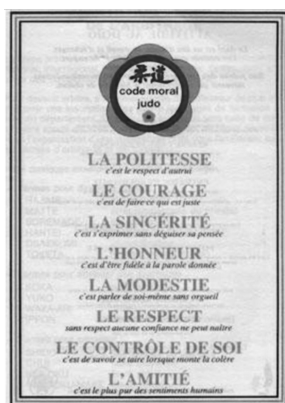 柔道
code moral
judo
LA POLITESSE
c'est le respect d'autrui
LE COURAGE
c'est de faire ce qui est juste
LA SINCÉRITÉ
c'est s'exprimer sans déguiser sa pensée
L'HONNEUR
c'est d'être fidèle à la parole donnée
LA MODESTIE
c'est parler de soi-même sans orgueil
LE RESPECT
sans respect aucune confiance ne peut naître
LE CONTRÔLE DE SOI
c'est de savoir se taire lorsque monte la colère
L'AMITIÉ
c'est le plus pur des sentiments humains